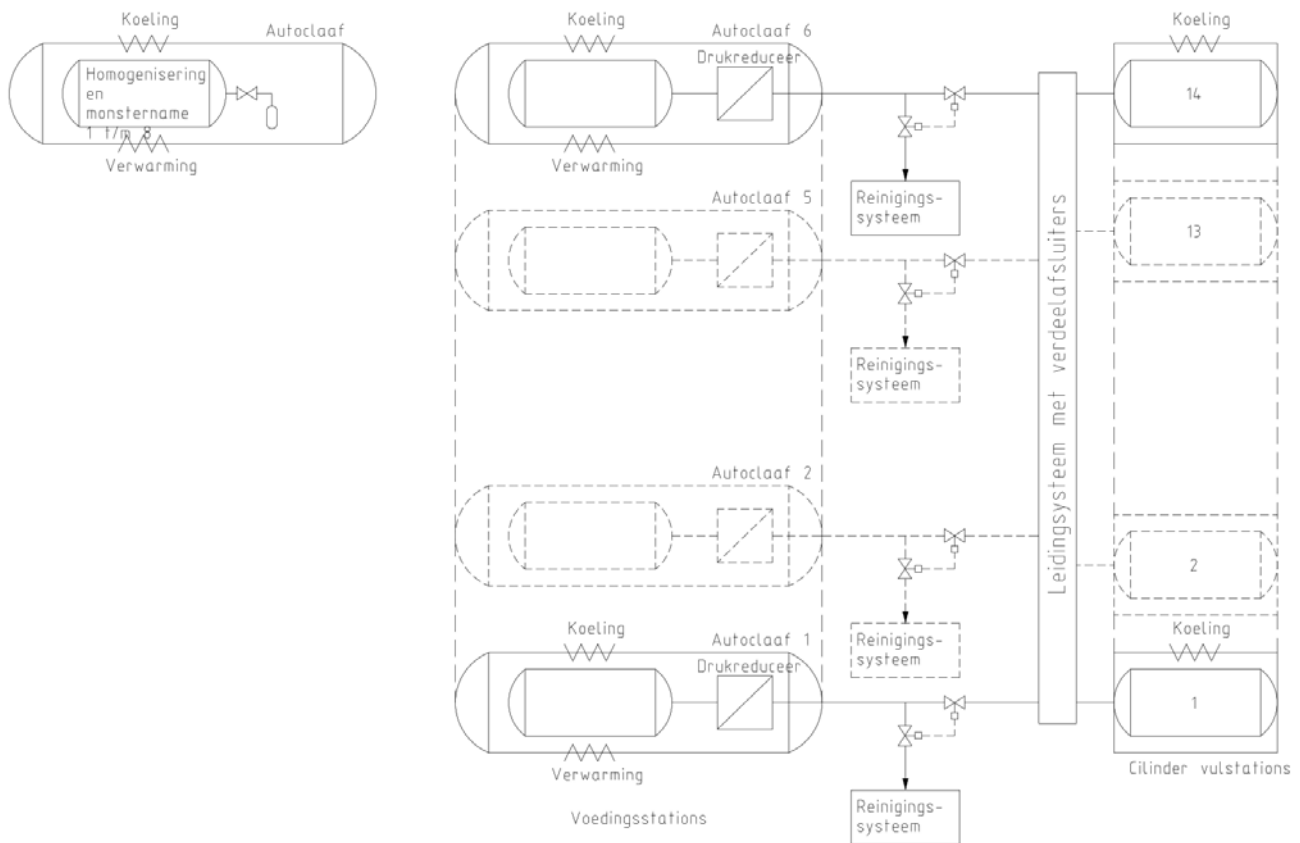 Koeling
Autoclaaf
Homogenisering
en
monstername
1 t/m 8
Verwarming
Koeling
Autoclaaf 6
Drukreduceer
Verwarming
Reinigings-
systeem
Koeling
14
Autoclaaf 5
Reinigings-
systeem
13
Autoclaaf 2
Reinigings-
systeem
2
Leidingsysteem met verdeelafsluiters
Koeling
Autoclaaf 1
Drukreduceer
Verwarming
Reinigings-
systeem
Koeling
1
Voedingsstations
Cilinder vulstations